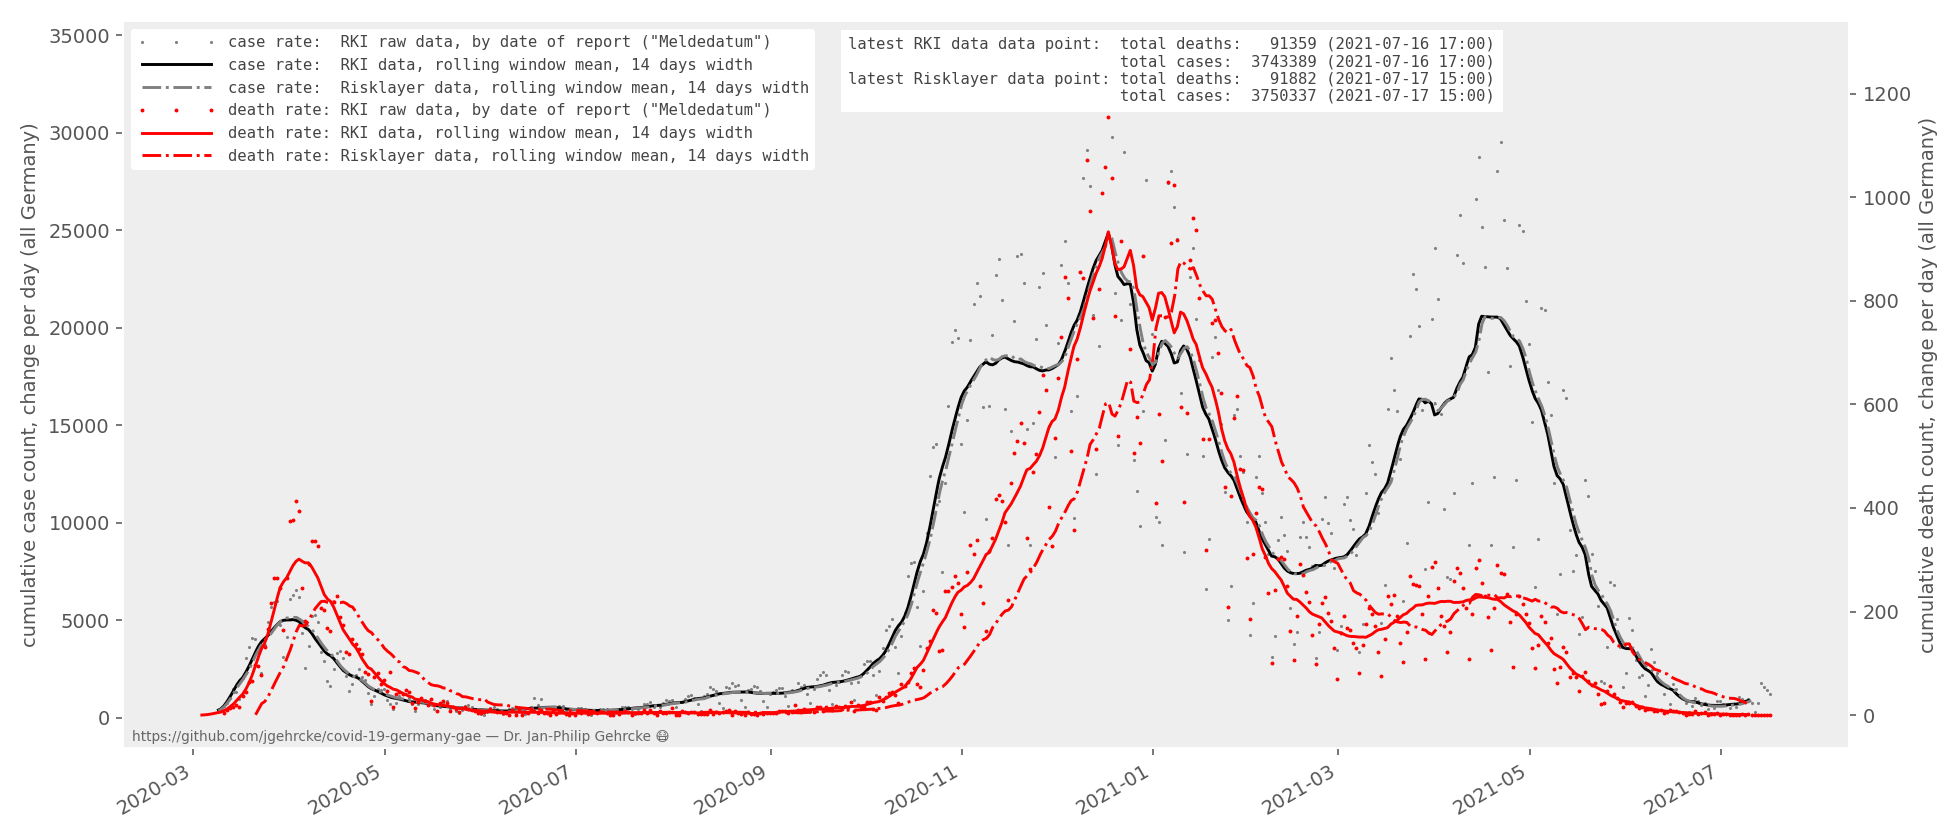 case rate:  RKI raw data, by date of report ("Meldedatum")
case rate:  RKI data, rolling window mean, 14 days width
case rate:  Risklayer data, rolling window mean, 14 days width
death rate: RKI raw data, by date of report ("Meldedatum")
death rate: RKI data, rolling window mean, 14 days width
death rate: Risklayer data, rolling window mean, 14 days width
latest RKI data data point:  total deaths:   91359 (2021-07-16 17:00)
total cases:  3743389 (2021-07-16 17:00)
latest Risklayer data point: total deaths:   91882 (2021-07-17 15:00)
total cases:  3750337 (2021-07-17 15:00)
cumulative case count, change per day (all Germany)
35000
30000
25000
20000
15000
10000
5000
0
1200
1000
800
600
400
200
0
cumulative death count, change per day (all Germany)
https://github.com/jgehrcke/covid-19-germany-gae — Dr. Jan-Philip Gehrcke 😷
2020-03
2020-05
2020-07
2020-09
2020-11
2021-01
2021-03
2021-05
2021-07